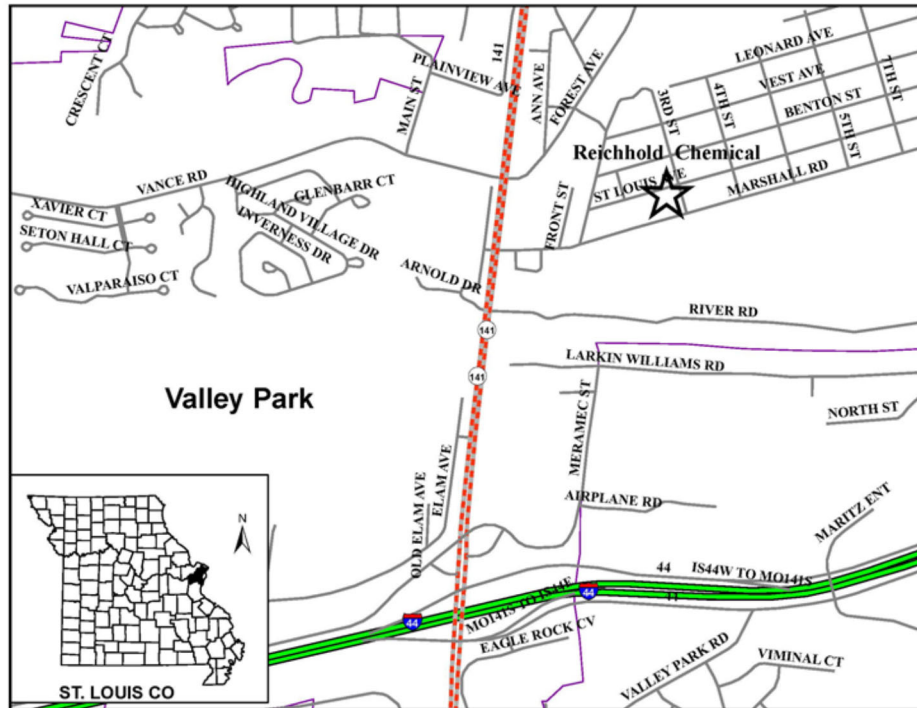 CRESCENT CT
PLAINVIEW AVE
141
MAIN ST
ANN AVE
FOREST AVE
LEONARD AVE
VEST AVE
BENTON ST
3RD ST
4TH ST
5TH ST
7TH ST
Reichhold Chemical
ST LOUIS AVE
MARSHALL RD
FRONT ST
VANCE RD
HIGHLAND VILLAGE DR
GLENBARR CT
INVERNESS DR
XAVIER CT
SETON HALL CT
VALPARAISO CT
ARNOLD DR
RIVER RD
141
LARKIN WILLIAMS RD
141
Valley Park
MERAMEC ST
NORTH ST
OLD ELAM AVE
ELAM AVE
AIRPLANE RD
MARITZ ENT
44
IS44W TO MO141S
MO141S TO IS44E
44
44
44
EAGLE ROCK CV
VALLEY PARK RD
VIMINAL CT
N
ST. LOUIS CO